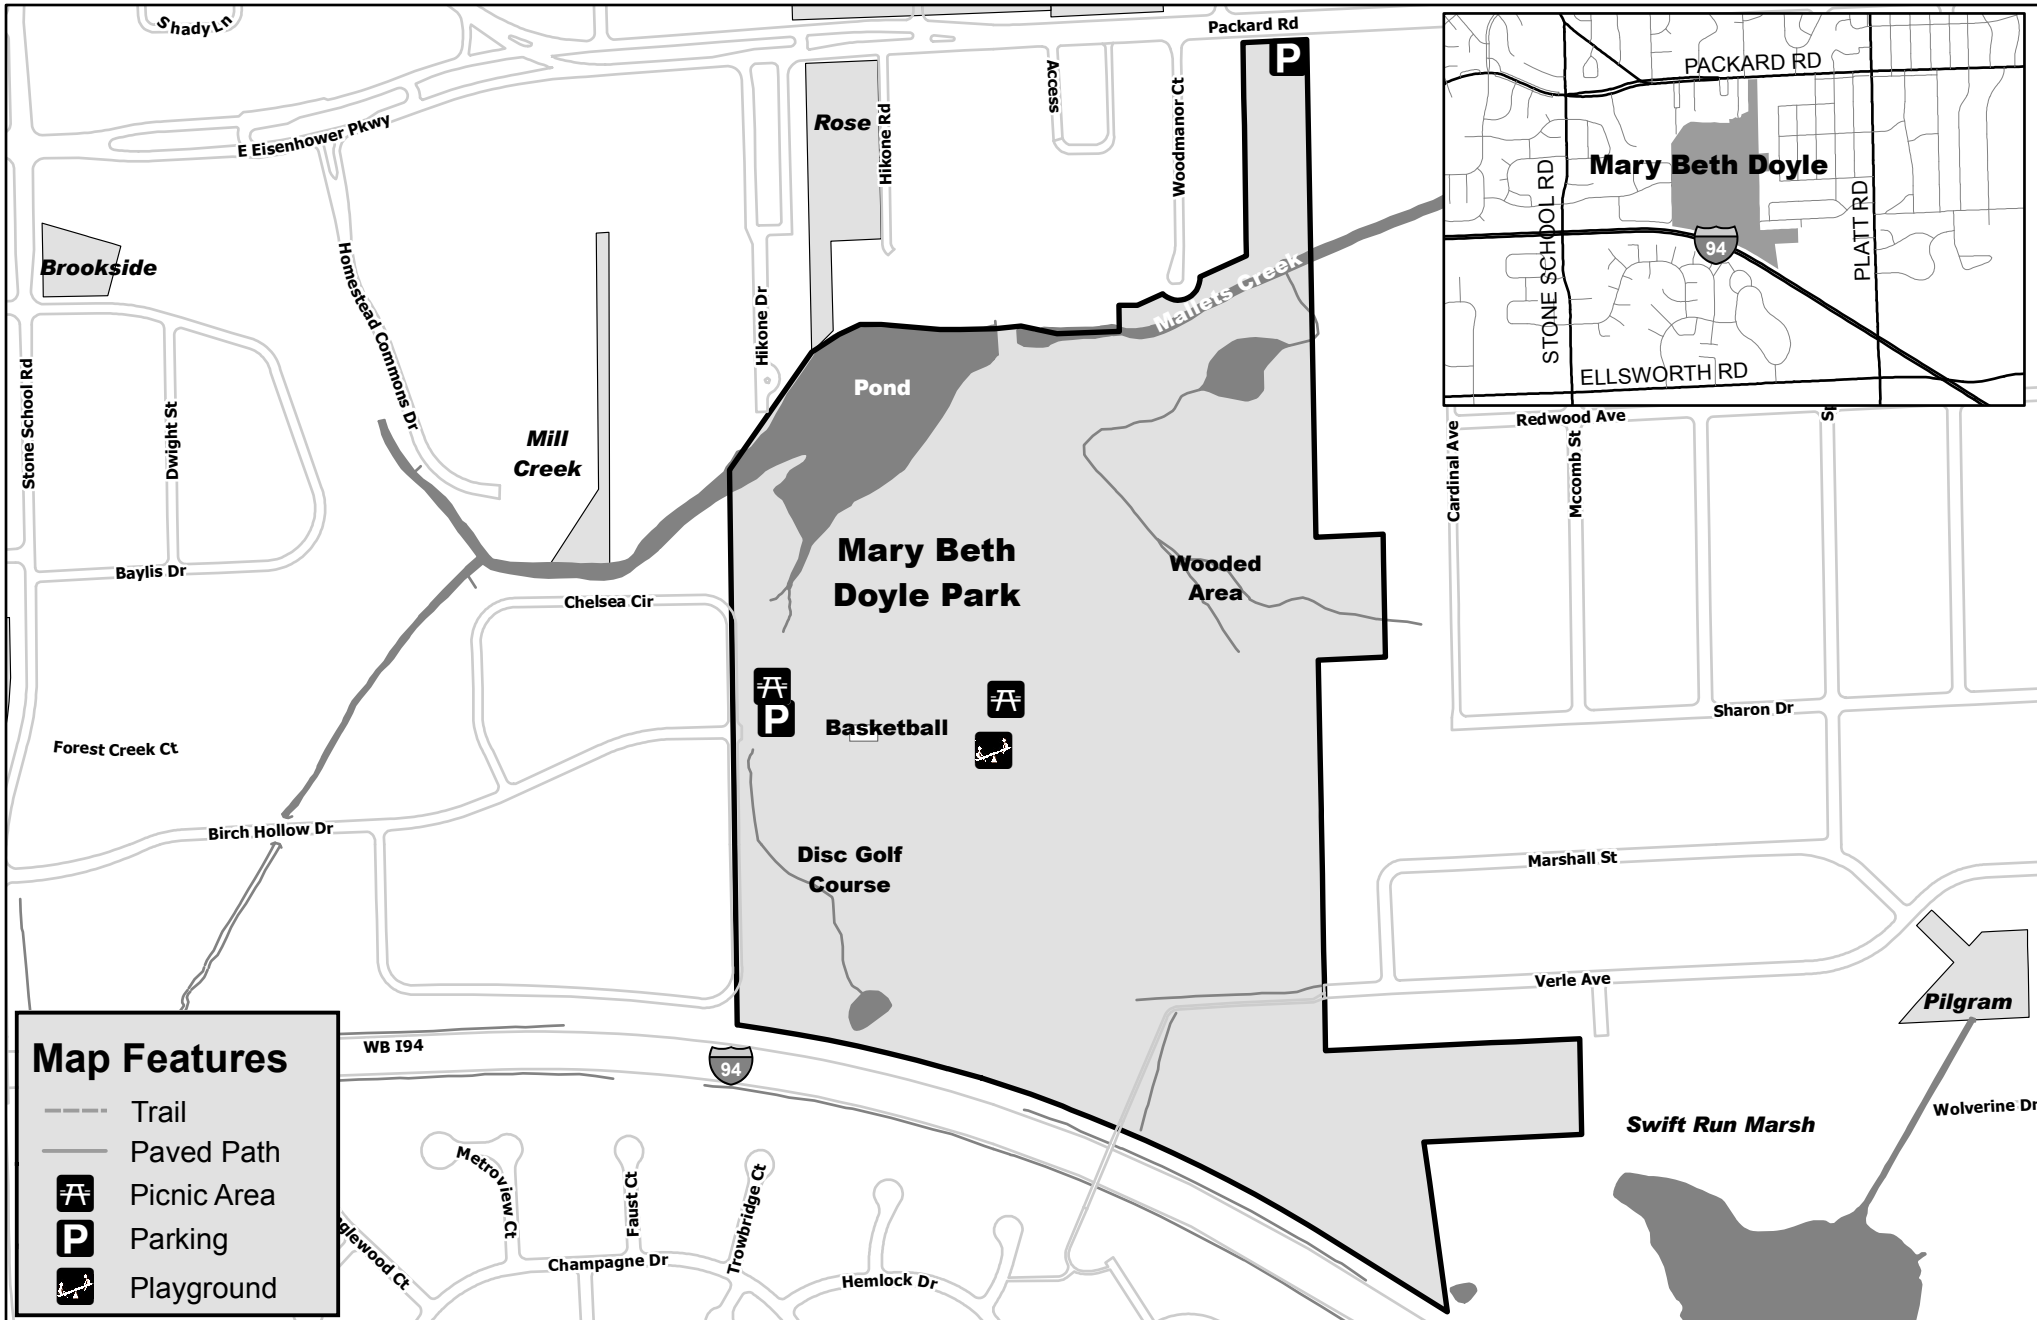 Shady Ln
Packard Rd
E Eisenhower Pkwy
Rose
Hikone Rd
Access
Woodmanor Ct
Brookside
Homestead Commons Dr
Hikone Dr
Mallets Creek
Pond
Stone School Rd
Dwight St
Mill
Creek
Mary Beth
Doyle Park
Wooded
Area
Baylis Dr
Chelsea Cir
P
Basketball
Forest Creek Ct
Birch Hollow Dr
Disc Golf
Course
P
PACKARD RD
Mary Beth Doyle
STONE SCHOOL RD
PLATT RD
94
ELLSWORTH RD
Redwood Ave
Cardinal Ave
Mccomb St
Sharon Dr
Marshall St
Verle Ave
Pilgram
Wolverine Dr
Swift Run Marsh
WB I94
94
Metroview Ct
Faust Ct
Trowbridge Ct
Champagne Dr
Hemlock Dr
Map Features
Trail
Paved Path
Picnic Area
P Parking
Playground